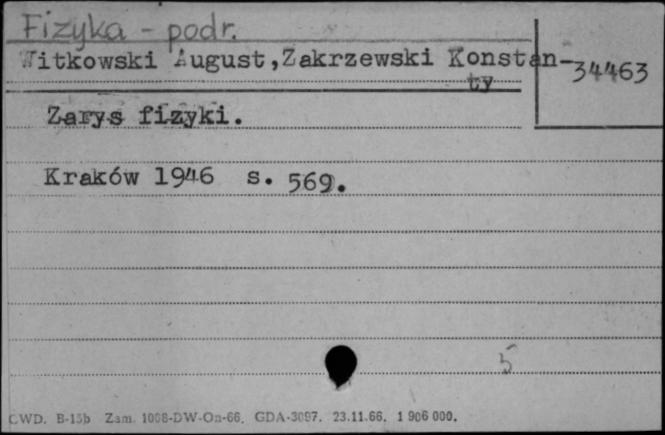 Fizyka - podr.
Witkowski August, Zakrzewski Konstan-
ty
34463
Zarys fizyki.
Kraków 1946 s. 569.
5
CWD. B-15b Zam. 1008-DW-On-66. GDA-3097. 23.11.66. 1 906 000.